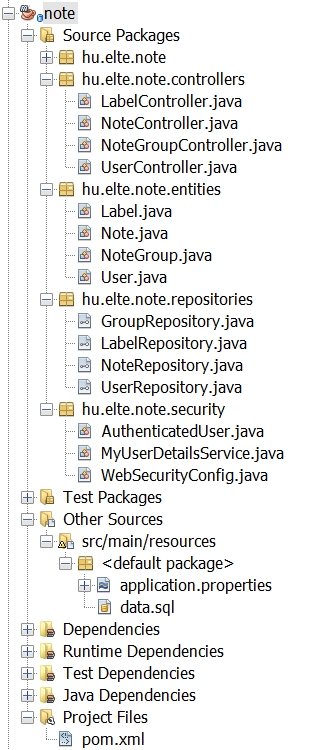 note
Source Packages
hu.elte.note
hu.elte.note.controllers
LabelController.java
NoteController.java
NoteGroupController.java
UserController.java
hu.elte.note.entities
Label.java
Note.java
NoteGroup.java
User.java
hu.elte.note.repositories
GroupRepository.java
LabelRepository.java
NoteRepository.java
UserRepository.java
hu.elte.note.security
AuthenticatedUser.java
MyUserDetailsService.java
WebSecurityConfig.java
Test Packages
Other Sources
src/main/resources
<default package>
application.properties
data.sql
Dependencies
Runtime Dependencies
Test Dependencies
Java Dependencies
Project Files
pom.xml